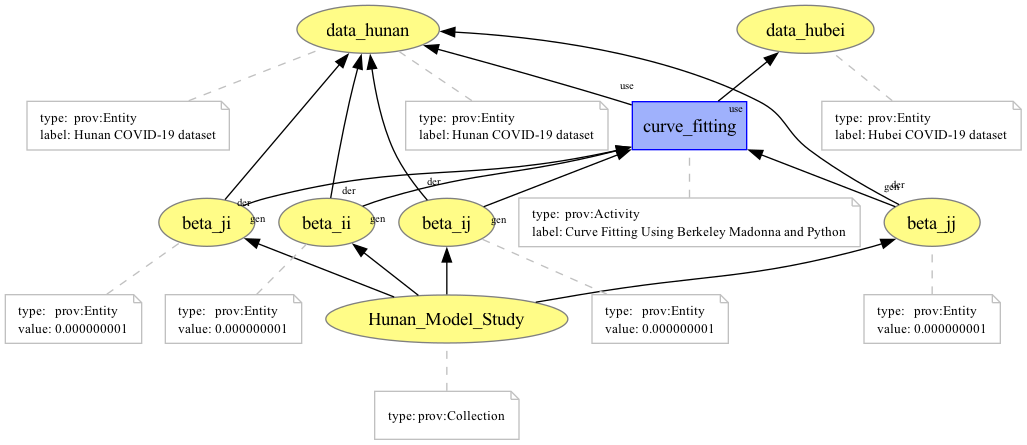 data_hunan
data_hubei
type: prov:Entity
label: Hunan COVID-19 dataset
type: prov:Entity
label: Hunan COVID-19 dataset
type: prov:Entity
label: Hubei COVID-19 dataset
use
use
curve_fitting
der
der
der
gen
der
gen
gen
gen
beta_ji
beta_ii
beta_ij
beta_jj
type: prov:Activity
label: Curve Fitting Using Berkeley Madonna and Python
type: prov:Entity
value: 0.000000001
type: prov:Entity
value: 0.000000001
Hunan_Model_Study
type: prov:Entity
value: 0.000000001
type: prov:Entity
value: 0.000000001
type: prov:Collection